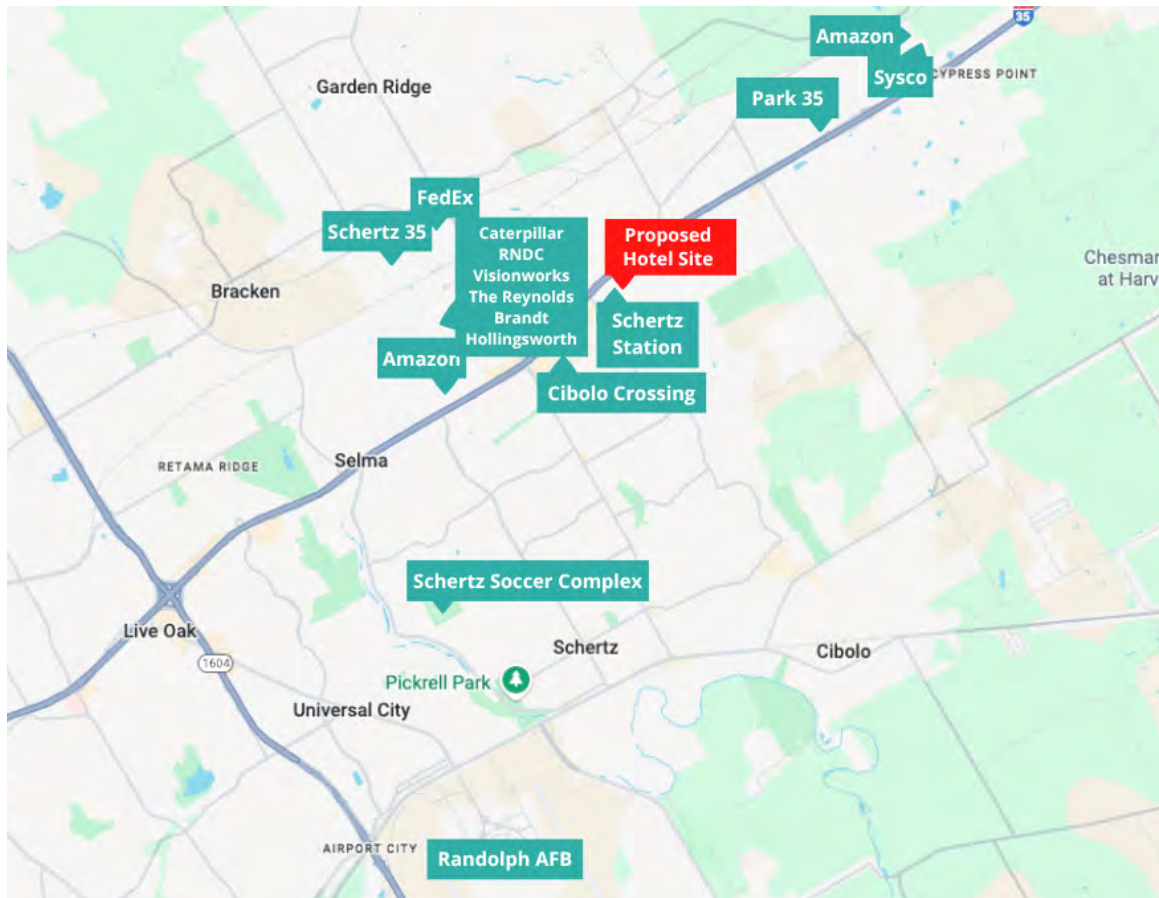 35
Amazon
Sysco
CYPRESS POINT
Garden Ridge
Park 35
FedEx
Schertz 35
Caterpillar
RNDC
Visionworks
The Reynolds
Brandt
Hollingsworth
Proposed
Hotel Site
Chesmar
at Harv
Bracken
Schertz
Station
Amazon
Cibolo Crossing
Selma
RETAMA RIDGE
Schertz Soccer Complex
Live Oak
Schertz
Cibolo
1604
Pickrell Park
Universal City
AIRPORT CITY
Randolph AFB